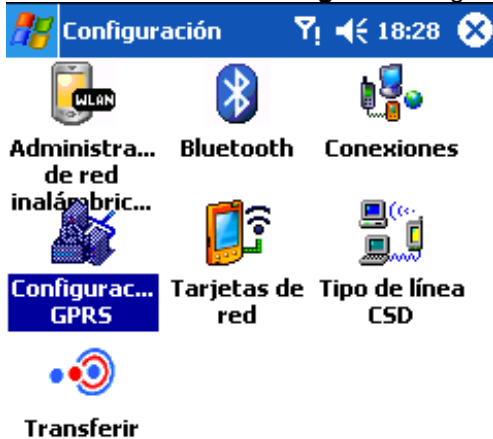 Configuración 18:28
WLAN
Administra... Bluetooth Conexiones
de red
inalámbric...
Configurac... Tarjetas de Tipo de línea
GPRS red CSD
Transferir